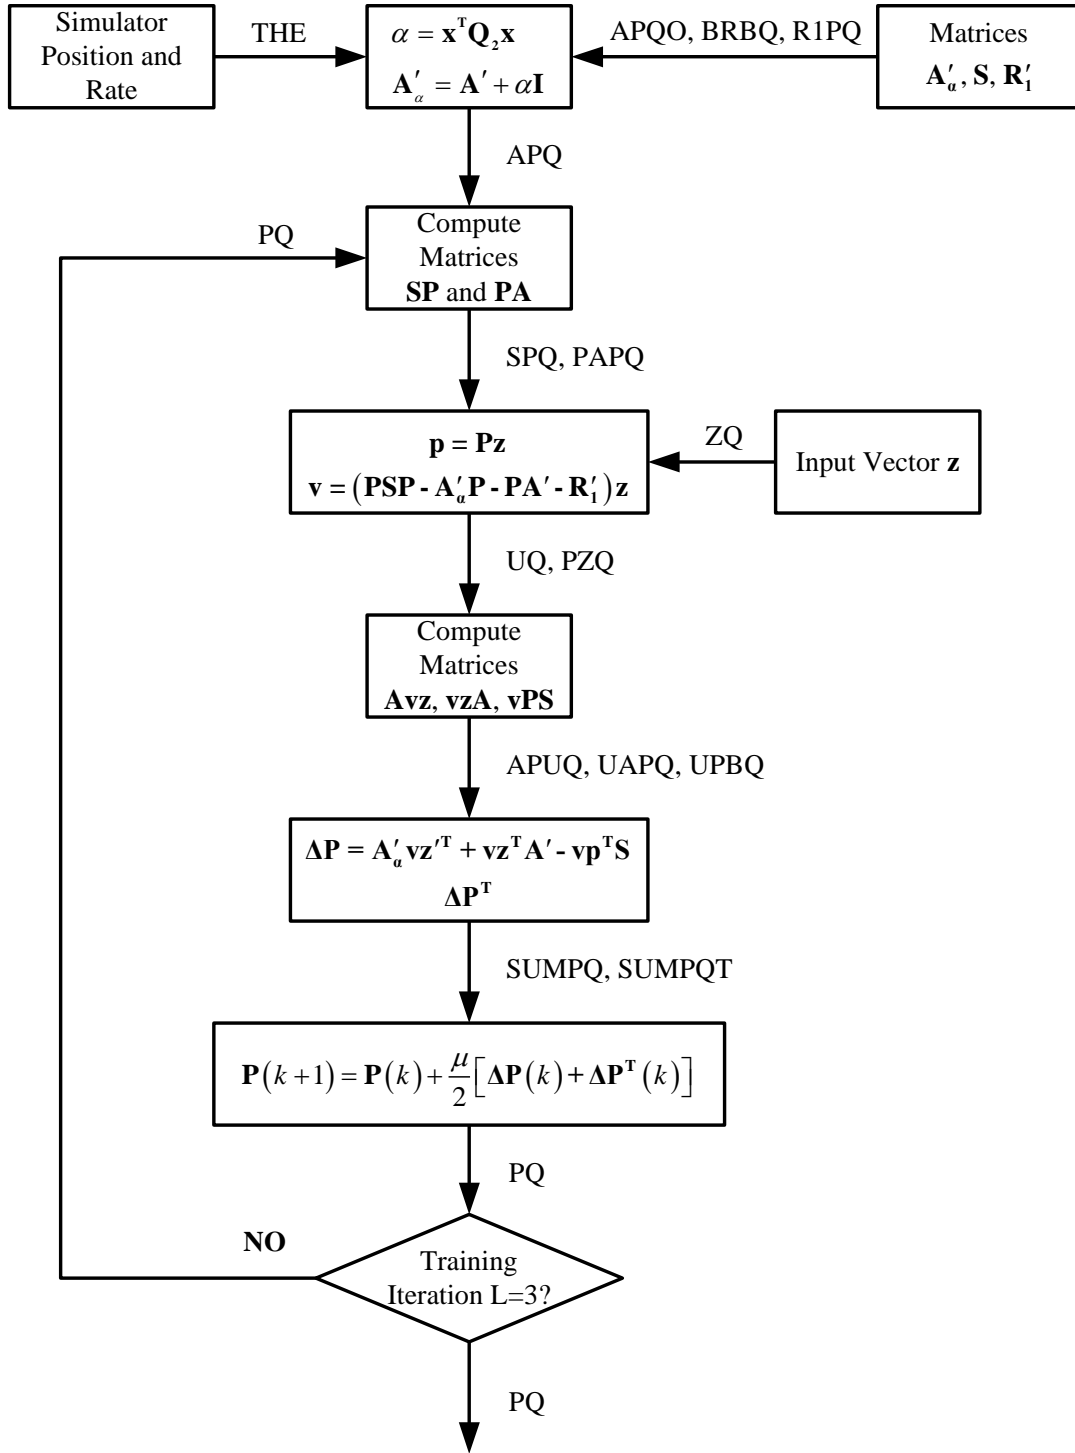 Simulator
Position and
Rate
THE
α = x^T Q_2 x
A'_α = A' + αI
APQO, BRBQ, R1PQ
Matrices
A'_α, S, R'_1
APQ
PQ
Compute
Matrices
SP and PA
SPQ, PAPQ
p = Pz
v = (PSP - A'_α P - PA' - R'_1) z
ZQ
Input Vector z
UQ, PZQ
Compute
Matrices
Avz, vzA, vPS
APUQ, UAPQ, UPBQ
ΔP = A'_α vz'^T + vz^T A' - vp^T S
ΔP^T
SUMPQ, SUMPQT
P(k+1) = P(k) + μ/2 [ΔP(k) + ΔP^T(k)]
PQ
NO
Training
Iteration L=3?
PQ